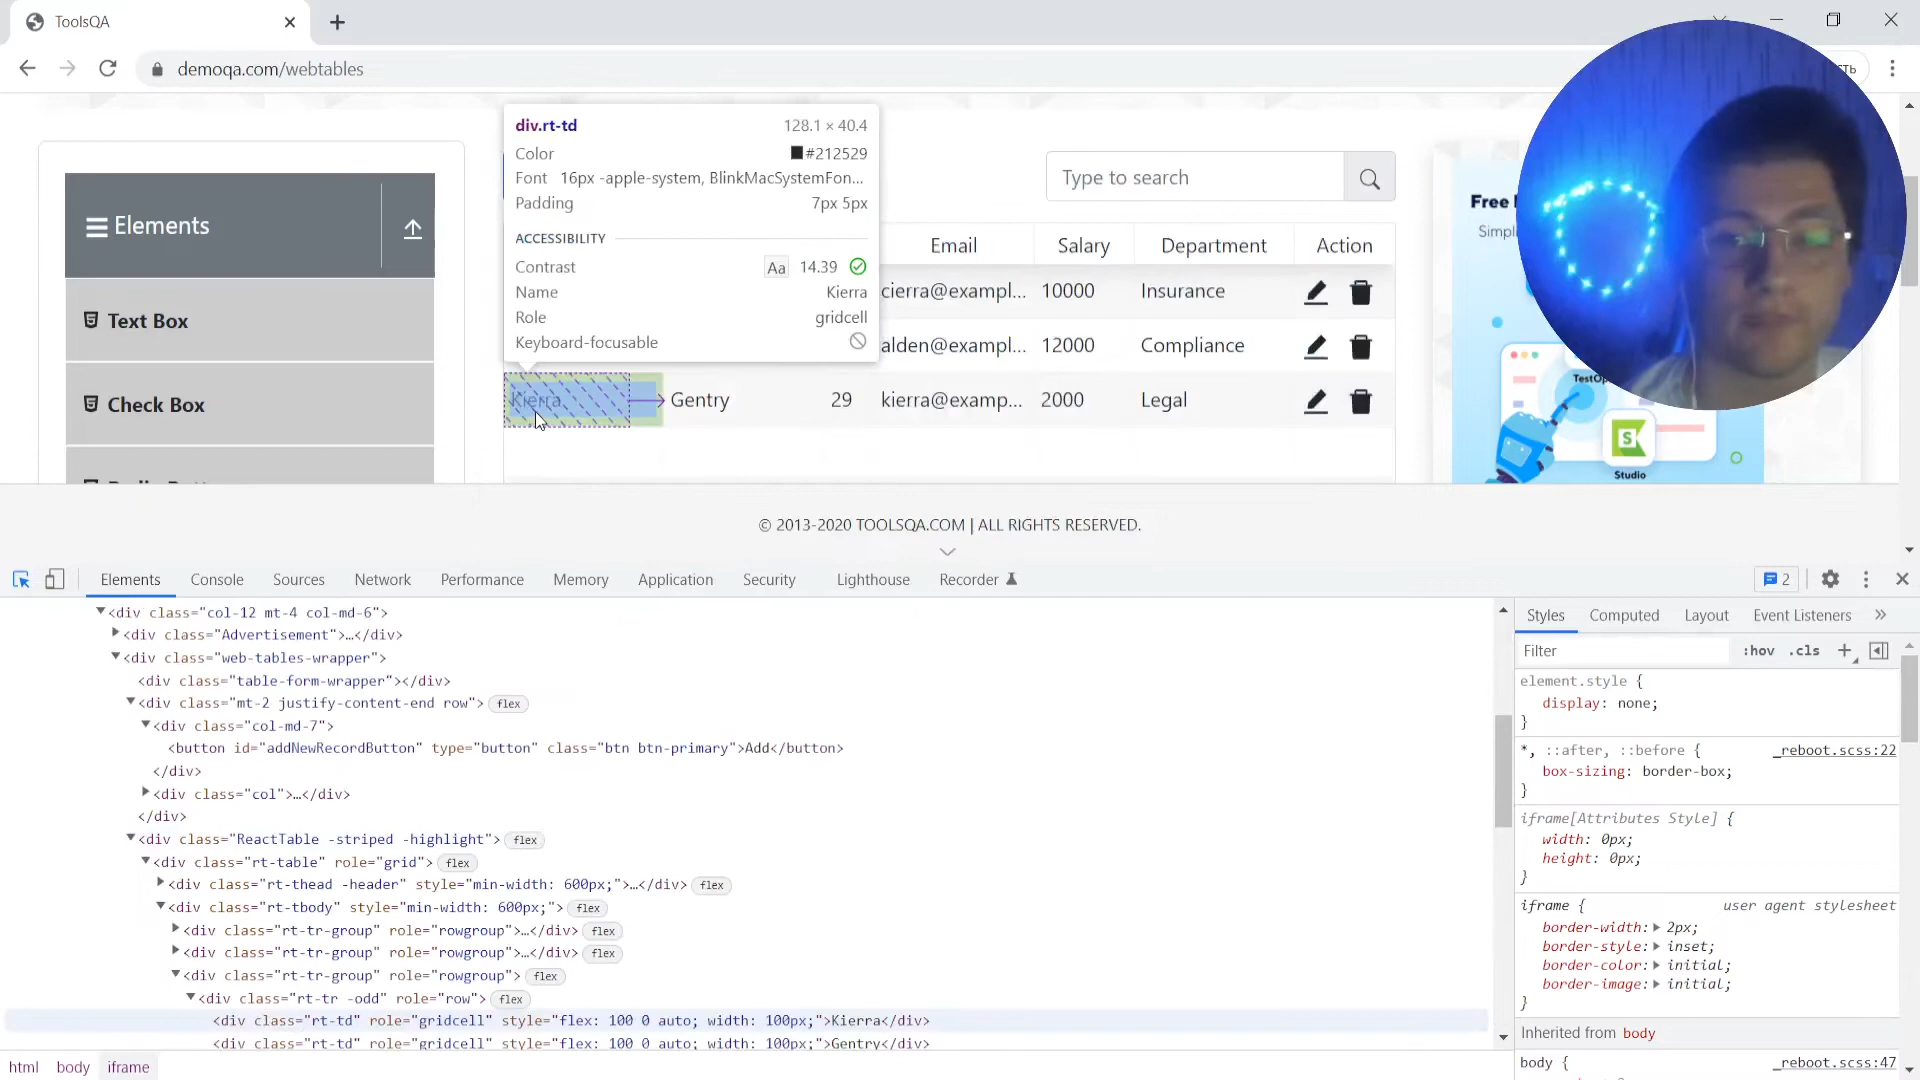 ToolsQA
demoqa.com/webtables
ть
div.rt-td 128.1 × 40.4
Color #212529
Font 16px -apple-system, BlinkMacSystemFon...
Padding 7px 5px
ACCESSIBILITY
Contrast Aa 14.39
Name Kierra
Role gridcell
Keyboard-focusable
Elements
Text Box
Check Box
Type to search
Email Salary Department Action
cierra@exampl... 10000 Insurance
alden@exampl... 12000 Compliance
Kierra Gentry 29 kierra@examp... 2000 Legal
Free
TestOp
S
Studio
© 2013-2020 TOOLSQA.COM | ALL RIGHTS RESERVED.
Elements Console Sources Network Performance Memory Application Security Lighthouse Recorder 2
<div class="col-12 mt-4 col-md-6">
<div class="Advertisement">…</div>
<div class="web-tables-wrapper">
<div class="table-form-wrapper"></div>
<div class="mt-2 justify-content-end row"> flex
<div class="col-md-7">
<button id="addNewRecordButton" type="button" class="btn btn-primary">Add</button>
</div>
<div class="col">…</div>
</div>
<div class="ReactTable -striped -highlight"> flex
<div class="rt-table" role="grid"> flex
<div class="rt-thead -header" style="min-width: 600px;">…</div> flex
<div class="rt-tbody" style="min-width: 600px;"> flex
<div class="rt-tr-group" role="rowgroup">…</div> flex
<div class="rt-tr-group" role="rowgroup">…</div> flex
<div class="rt-tr-group" role="rowgroup"> flex
<div class="rt-tr -odd" role="row"> flex
<div class="rt-td" role="gridcell" style="flex: 100 0 auto; width: 100px;">Kierra</div>
<div class="rt-td" role="gridcell" style="flex: 100 0 auto; width: 100px;">Gentry</div>
html body iframe
Styles Computed Layout Event Listeners »
Filter :hov .cls +
element.style {
display: none;
}
*, ::after, ::before { _reboot.scss:22
box-sizing: border-box;
}
iframe[Attributes Style] {
width: 0px;
height: 0px;
}
iframe { user agent stylesheet
border-width: 2px;
border-style: inset;
border-color: initial;
border-image: initial;
}
Inherited from body
body { _reboot.scss:47